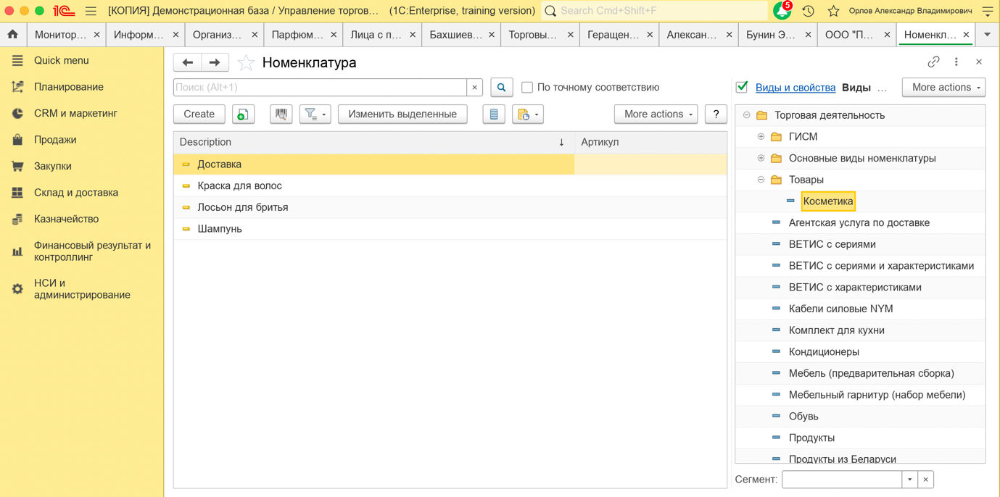 [КОПИЯ] Демонстрационная база / Управление торгов... (1C:Enterprise, training version) Search Cmd+Shift+F 5 Орлов Александр Владимирович
Монитор... Информ... Организ... Парфюм... Лица с п... Бахшиев... Торговы... Геращен... Алексан... Бунин Э... ООО "П... Номенкл...
Quick menu
Планирование
CRM и маркетинг
Продажи
Закупки
Склад и доставка
Казначейство
Финансовый результат и
контроллинг
НСИ и
администрирование
Номенклатура
Поиск (Alt+1) По точному соответствию
Create Изменить выделенные More actions ?
Description Артикул
Доставка
Краска для волос
Лосьон для бритья
Шампунь
Виды и свойства Виды ... More actions
Торговая деятельность
ГИСМ
Основные виды номенклатуры
Товары
Косметика
Агентская услуга по доставке
ВЕТИС с сериями
ВЕТИС с сериями и характеристиками
ВЕТИС с характеристиками
Кабели силовые NYM
Комплект для кухни
Кондиционеры
Мебель (предварительная сборка)
Мебельный гарнитур (набор мебели)
Обувь
Продукты
Продукты из Беларуси
Сегмент: